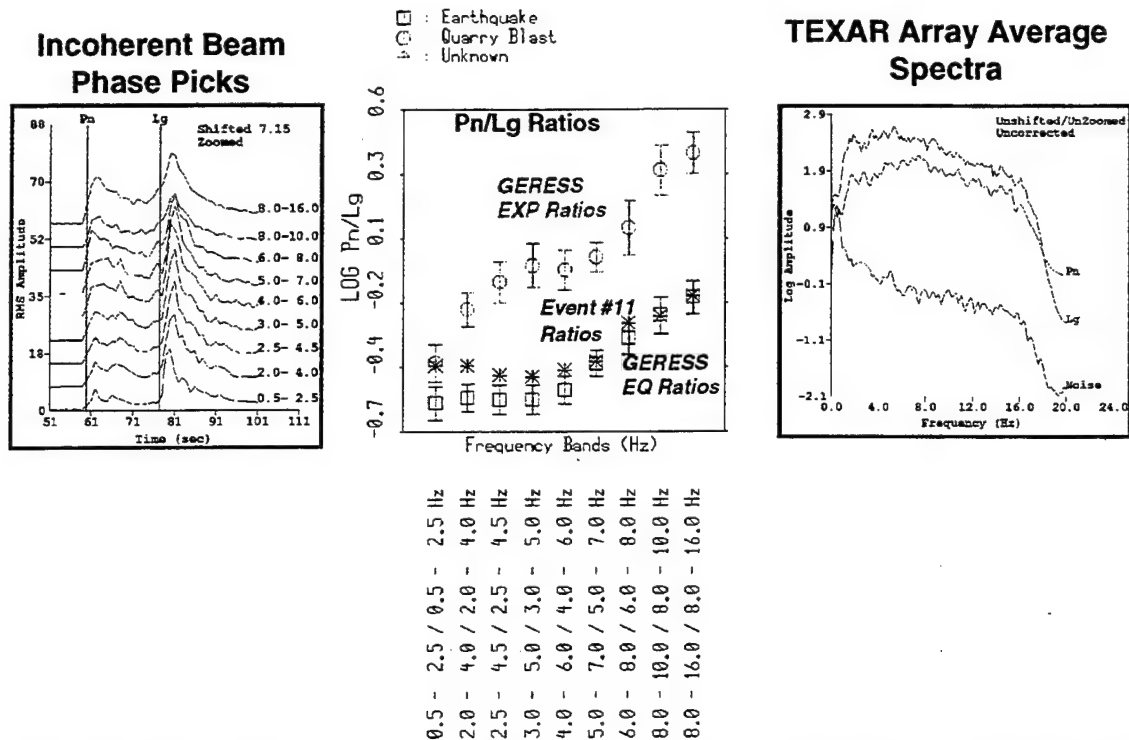 Incoherent Beam
Phase Picks
Pn
Lg
Shifted 7.15
Zoomed
88
70
52
35
18
0
RMS Amplitude
8.0-16.0
8.0-10.0
6.0- 8.0
5.0- 7.0
4.0- 6.0
3.0- 5.0
2.5- 4.5
2.0- 4.0
0.5- 2.5
51 61 71 81 91 101 111
Time (sec)
: Earthquake
: Quarry Blast
: Unknown
Pn/Lg Ratios
0.6
0.3
0.1
-0.2
-0.4
-0.7
LOG Pn/Lg
GERESS
EXP Ratios
Event #11
Ratios
GERESS
EQ Ratios
Frequency Bands (Hz)
0.5 - 2.5 / 0.5 - 2.5 Hz
2.0 - 4.0 / 2.0 - 4.0 Hz
2.5 - 4.5 / 2.5 - 4.5 Hz
3.0 - 5.0 / 3.0 - 5.0 Hz
4.0 - 6.0 / 4.0 - 6.0 Hz
5.0 - 7.0 / 5.0 - 7.0 Hz
6.0 - 8.0 / 6.0 - 8.0 Hz
8.0 - 10.0 / 8.0 - 10.0 Hz
8.0 - 16.0 / 8.0 - 16.0 Hz
TEXAR Array Average
Spectra
Unshifted/UnZoomed
Uncorrected
2.9
1.9
0.9
-0.1
-1.1
-2.1
Log Amplitude
Pn
Lg
Noise
0.0 4.0 8.0 12.0 16.0 20.0 24.0
Frequency (Hz)